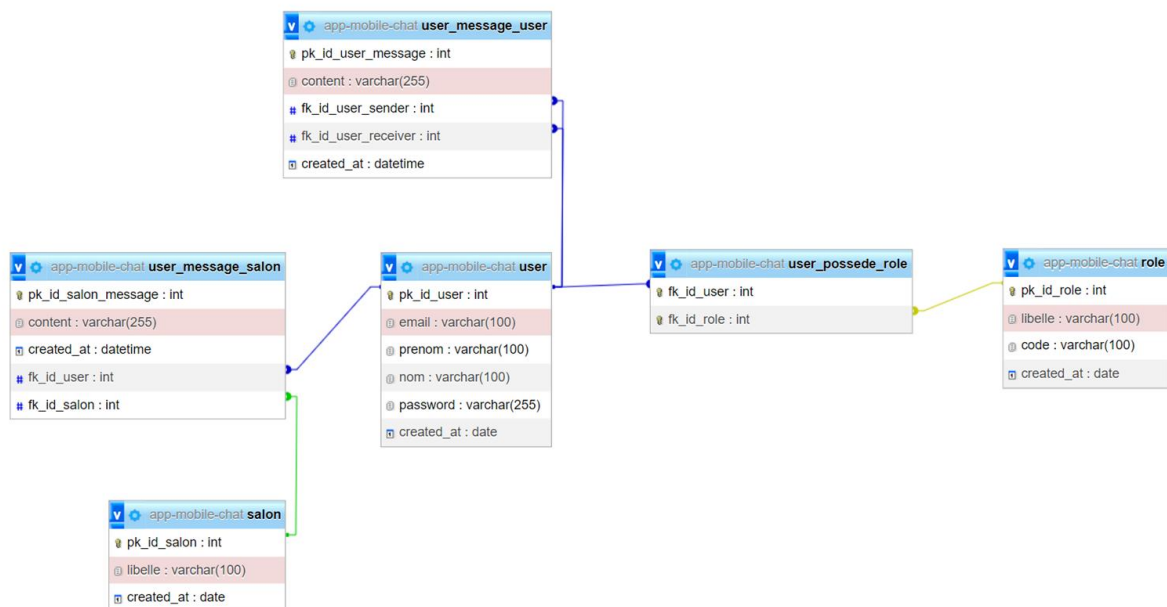 v app-mobile-chat user_message_user
pk_id_user_message : int
content : varchar(255)
# fk_id_user_sender : int
# fk_id_user_receiver : int
created_at : datetime
v app-mobile-chat user_message_salon
pk_id_salon_message : int
content : varchar(255)
created_at : datetime
# fk_id_user : int
# fk_id_salon : int
v app-mobile-chat user
pk_id_user : int
email : varchar(100)
prenom : varchar(100)
nom : varchar(100)
password : varchar(255)
created_at : date
v app-mobile-chat user_possede_role
fk_id_user : int
fk_id_role : int
v app-mobile-chat role
pk_id_role : int
libelle : varchar(100)
code : varchar(100)
created_at : date
v app-mobile-chat salon
pk_id_salon : int
libelle : varchar(100)
created_at : date